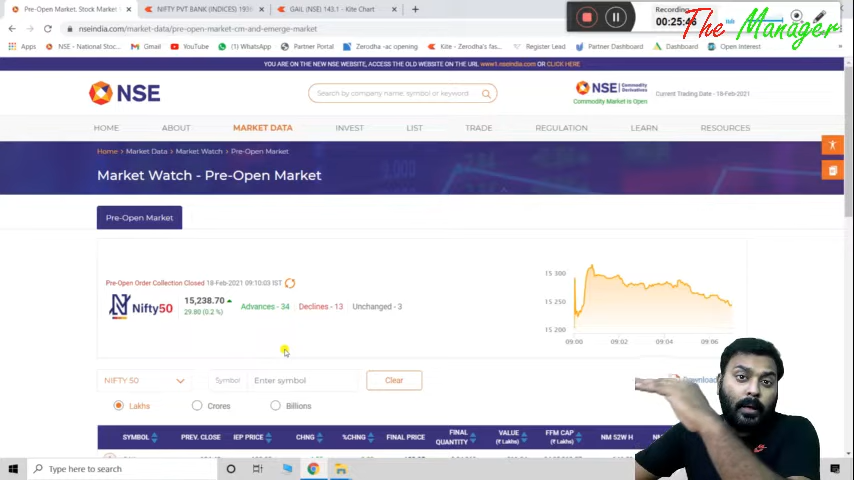 Pre-Open Market, Stock Market
NIFTY PVT BANK (INDICES)
GAIL (NSE) 143.1 - Kite Chart
Recording
00:25:46
The Manager
nseindia.com/market-data/pre-open-market-cm-and-emerge-market
Apps
NSE - National Stoc...
Gmail
YouTube
(1) WhatsApp
Partner Portal
Zerodha -ac opening
Kite - Zerodha's fas...
Register Lead
Partner Dashboard
Dashboard
Open Interest
YOU ARE ON THE NEW NSE WEBSITE, ACCESS THE OLD WEBSITE ON THE URL www1.nseindia.com OR CLICK HERE
NSE
Search by company name, symbol or keyword
NSE Commodity Derivatives
Commodity Market is Open
Current Trading Date - 18-Feb-2021
HOME
ABOUT
MARKET DATA
INVEST
LIST
TRADE
REGULATION
LEARN
RESOURCES
Home > Market Data > Market Watch > Pre-Open Market
Market Watch - Pre-Open Market
Pre-Open Market
Pre-Open Order Collection Closed 18-Feb-2021 09:10:03 IST
Nifty50
15,238.70
29.80 (0.2 %)
Advances - 34
Declines - 13
Unchanged - 3
15 300
15 250
15 200
09:00
09:02
09:04
09:06
NIFTY 50
Symbol
Enter symbol
Clear
Download
Lakhs
Crores
Billions
SYMBOL
PREV. CLOSE
IEP PRICE
CHNG
%CHNG
FINAL PRICE
FINAL QUANTITY
VALUE (₹ Lakhs)
FFM CAP (₹ Lakhs)
NM 52W H
Type here to search